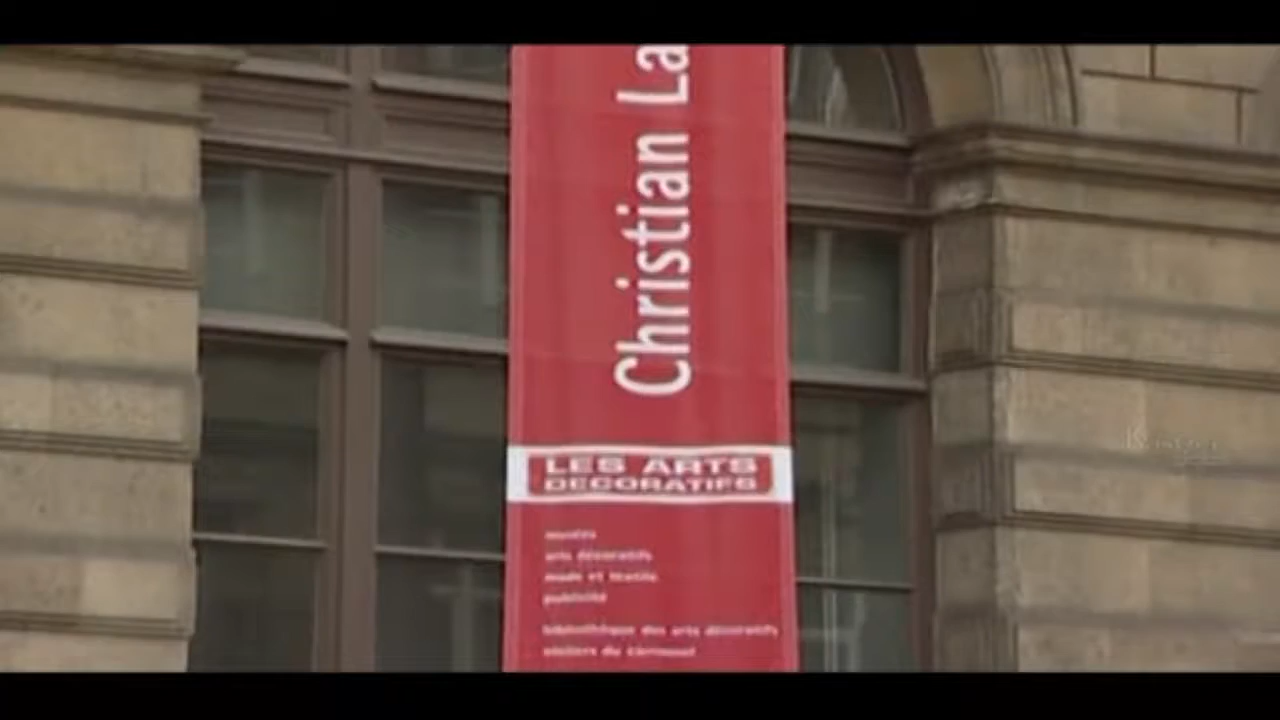 Christian La
LES ARTS
DECORATIFS
musées
arts décoratifs
mode et textile
publicité
bibliothèque des arts décoratifs
ateliers du carrousel